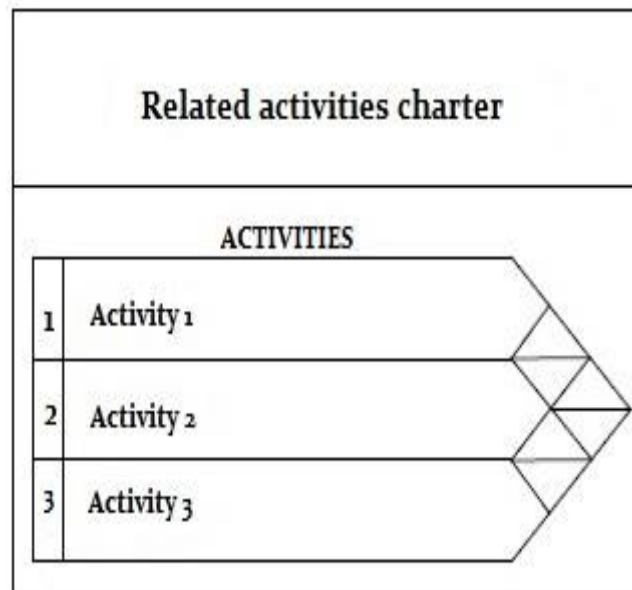 Related activities charter
ACTIVITIES
1 Activity 1
2 Activity 2
3 Activity 3